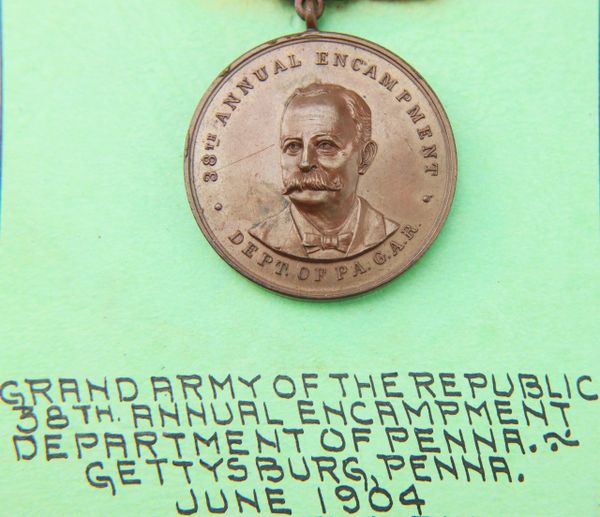 38TH ANNUAL ENCAMPMENT
DEPT. OF PA. G.A.R.
GRAND ARMY OF THE REPUBLIC
38TH. ANNUAL ENCAMPMENT
DEPARTMENT OF PENNA. ~
GETTYSBURG, PENNA.
JUNE 1904